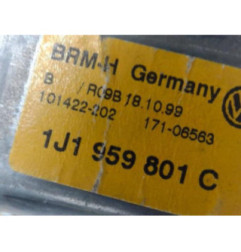 BRM-H Germany
B / R09B 18.10.99
101422-202 171-06563
1J1 959 801 C